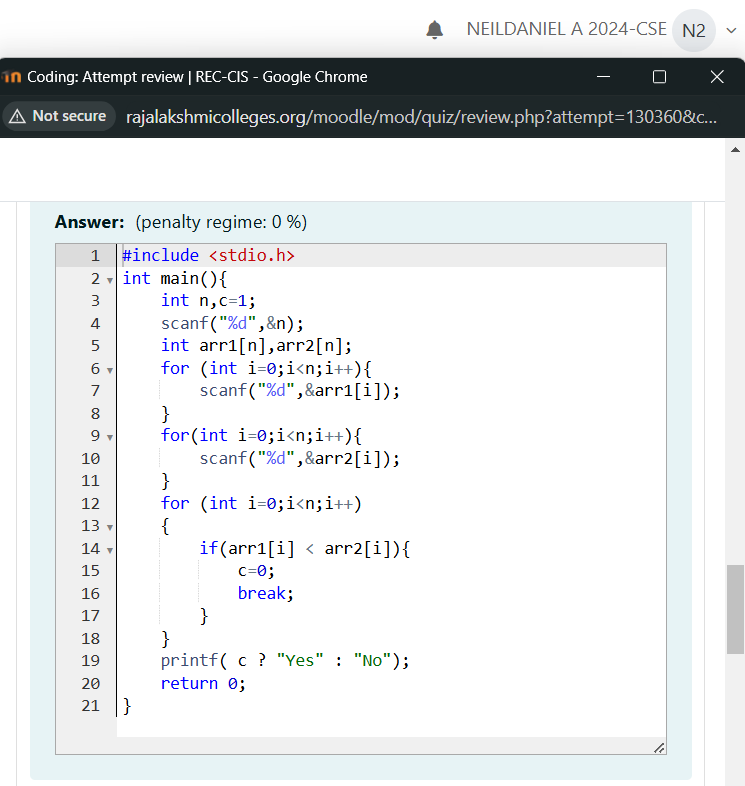 NEILDANIEL A 2024-CSE N2
in Coding: Attempt review | REC-CIS - Google Chrome
Not secure rajalakshmicolleges.org/moodle/mod/quiz/review.php?attempt=130360&c...
Answer: (penalty regime: 0 %)
1 #include <stdio.h>
2 int main(){
3     int n,c=1;
4     scanf("%d",&n);
5     int arr1[n],arr2[n];
6     for (int i=0;i<n;i++){
7         scanf("%d",&arr1[i]);
8     }
9     for(int i=0;i<n;i++){
10         scanf("%d",&arr2[i]);
11     }
12     for (int i=0;i<n;i++)
13     {
14         if(arr1[i] < arr2[i]){
15             c=0;
16             break;
17         }
18     }
19     printf( c ? "Yes" : "No");
20     return 0;
21 }